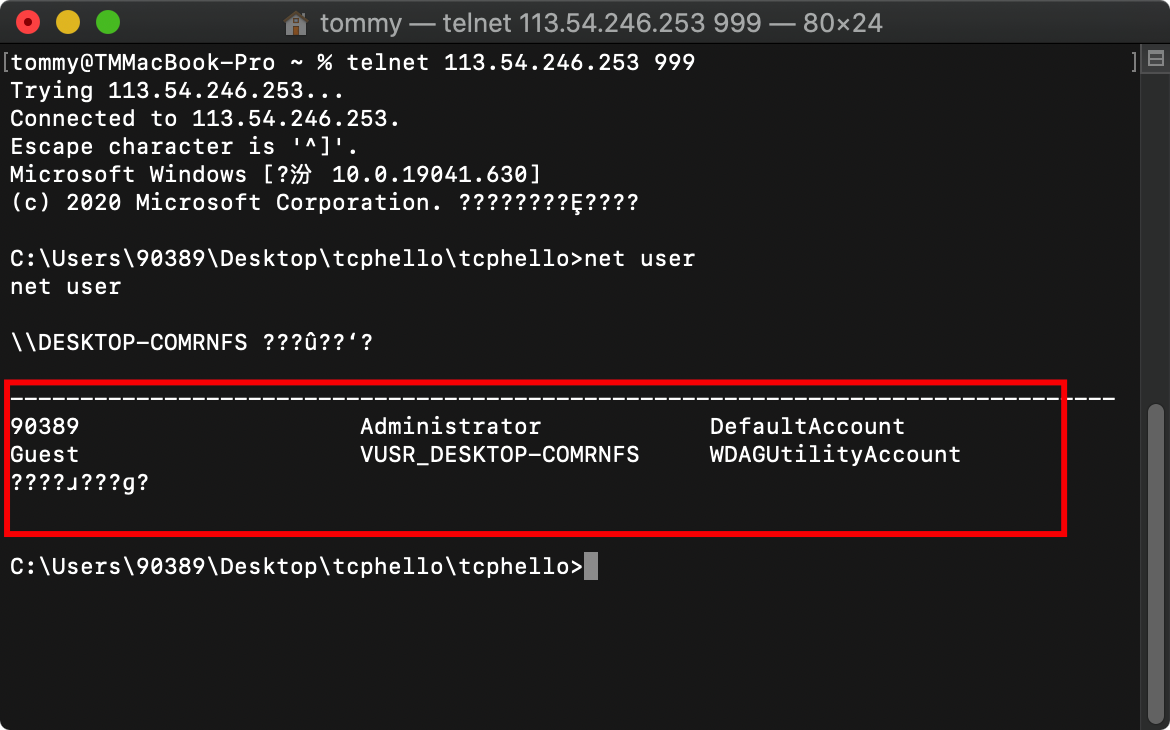 tommy — telnet 113.54.246.253 999 — 80×24
[tommy@TMMacBook-Pro ~ % telnet 113.54.246.253 999 ]
Trying 113.54.246.253...
Connected to 113.54.246.253.
Escape character is '^]'.
Microsoft Windows [?汾 10.0.19041.630]
(c) 2020 Microsoft Corporation. ????????Ȩ????
C:\Users\90389\Desktop\tcphello\tcphello>net user
net user
\\DESKTOP-COMRNFS ???û??ʻ?
-------------------------------------------------------------------------------
90389 Administrator DefaultAccount
Guest VUSR_DESKTOP-COMRNFS WDAGUtilityAccount
????ɹ???ɡ?
C:\Users\90389\Desktop\tcphello\tcphello>